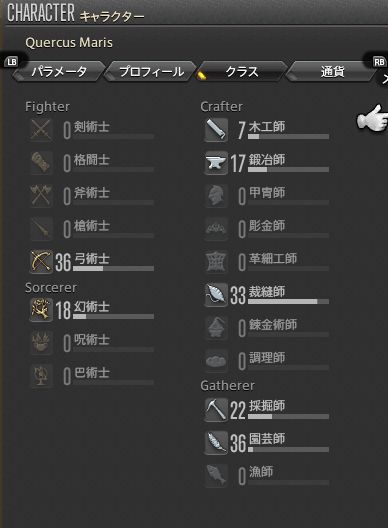 CHARACTER キャラクター
Quercus Maris
LB パラメータ プロフィール クラス 通貨 RB
Fighter
0 剣術士
0 格闘士
0 斧術士
0 槍術士
36 弓術士
Sorcerer
18 幻術士
0 呪術士
0 巴術士
Crafter
7 木工師
17 鍛冶師
0 甲冑師
0 彫金師
0 革細工師
33 裁縫師
0 錬金術師
0 調理師
Gatherer
22 採掘師
36 園芸師
0 漁師